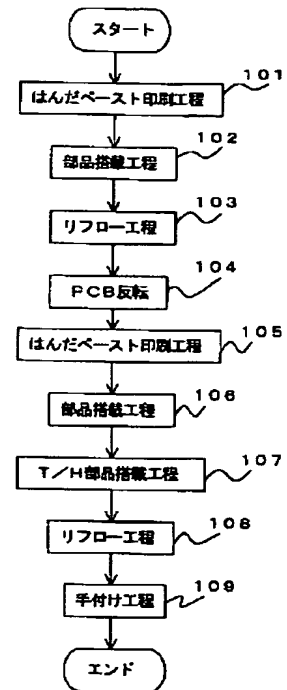 スタート
101
はんだペースト印刷工程
102
部品搭載工程
103
リフロー工程
104
PCB反転
105
はんだペースト印刷工程
106
部品搭載工程
107
T/H部品搭載工程
108
リフロー工程
109
手付け工程
エンド